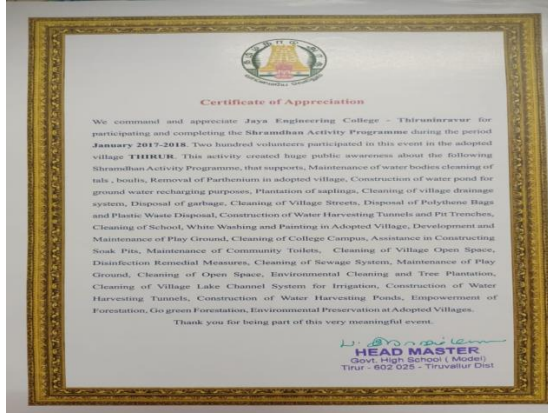 Certificate of Appreciation
We command and appreciate Jaya Engineering College - Thiruninravur for
participating and completing the Shramdhan Activity Programme during the period
January 2017-2018. Two hundred volunteers participated in this event in the adopted
village THIRUR. This activity created huge public awareness about the following
Shramdhan Activity Programme, that supports, Maintenance of water bodies cleaning of
tals , boulis, Removal of Parthenium in adopted village, Construction of water pond for
ground water recharging purposes, Plantation of saplings, Cleaning of village drainage
system, Disposal of garbage, Cleaning of Village Streets, Disposal of Polythene Bags
and Plastic Waste Disposal, Construction of Water Harvesting Tunnels and Pit Trenches,
Cleaning of School, White Washing and Painting in Adopted Village, Development and
Maintenance of Play Ground, Cleaning of College Campus, Assistance in Constructing
Soak Pits, Maintenance of Community Toilets, Cleaning of Village Open Space,
Disinfection Remedial Measures, Cleaning of Sewage System, Maintenance of Play
Ground, Cleaning of Open Space, Environmental Cleaning and Tree Plantation,
Cleaning of Village Lake Channel System for Irrigation, Construction of Water
Harvesting Tunnels, Construction of Water Harvesting Ponds, Empowerment of
Forestation, Go green Forestation, Environmental Preservation at Adopted Villages.
Thank you for being part of this very meaningful event.
HEAD MASTER
Govt. High School ( Model)
Tirur - 602 025 - Tiruvallur Dist